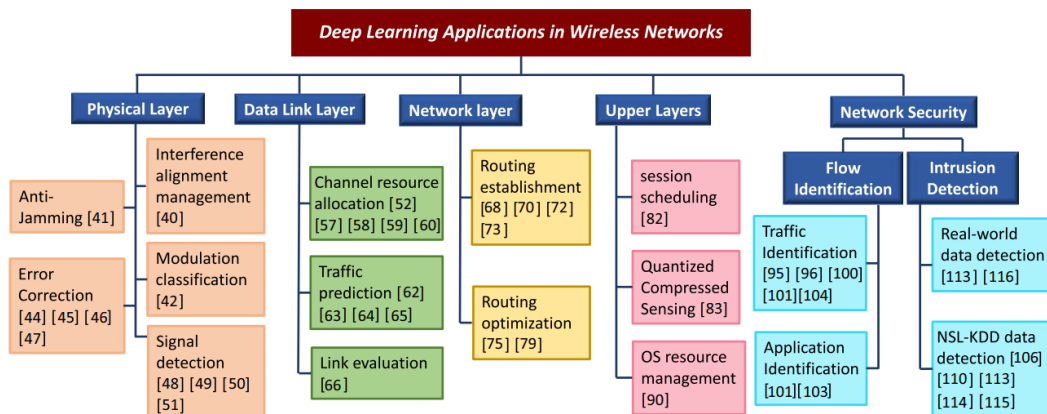 Deep Learning Applications in Wireless Networks
Physical Layer
Data Link Layer
Network layer
Upper Layers
Network Security
Anti-
Jamming [41]
Error
Correction
[44] [45] [46]
[47]
Interference
alignment
management
[40]
Modulation
classification
[42]
Signal
detection
[48] [49] [50]
[51]
Channel resource
allocation [52]
[57] [58] [59] [60]
Traffic
prediction [62]
[63] [64] [65]
Link evaluation
[66]
Routing
establishment
[68] [70] [72]
[73]
Routing
optimization
[75] [79]
session
scheduling
[82]
Quantized
Compressed
Sensing [83]
OS resource
management
[90]
Flow
Identification
Traffic
Identification
[95] [96] [100]
[101][104]
Application
Identification
[101][103]
Intrusion
Detection
Real-world
data detection
[113] [116]
NSL-KDD data
detection [106]
[110] [113]
[114] [115]